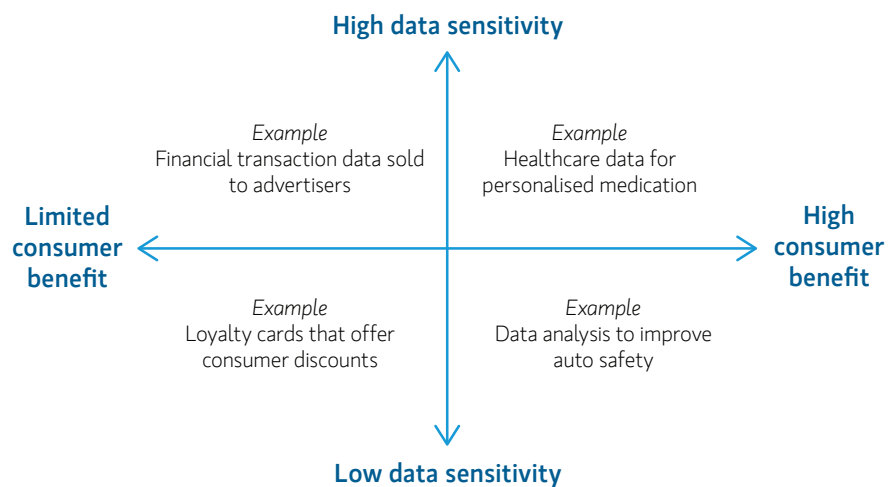 High data sensitivity
Example
Financial transaction data sold
to advertisers
Example
Healthcare data for
personalised medication
Limited
consumer
benefit
High
consumer
benefit
Example
Loyalty cards that offer
consumer discounts
Example
Data analysis to improve
auto safety
Low data sensitivity